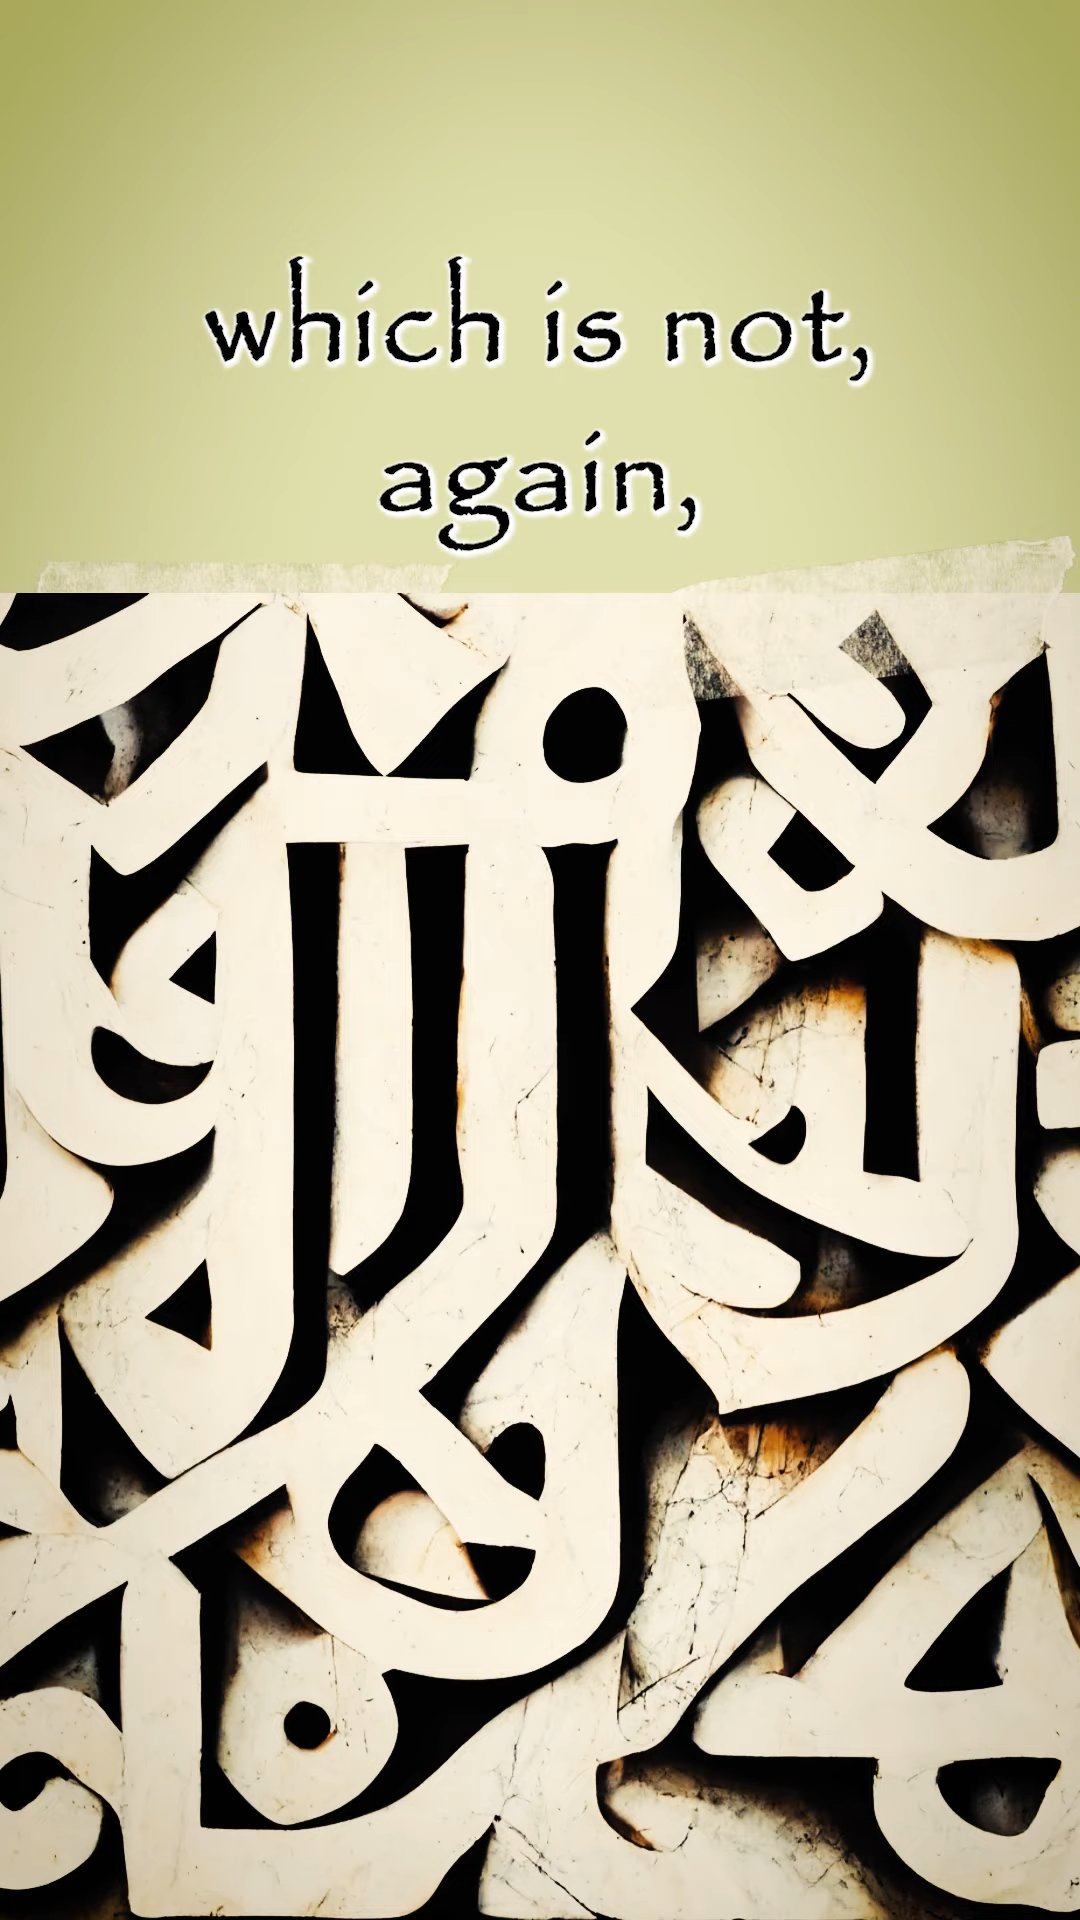 which is not,
again,